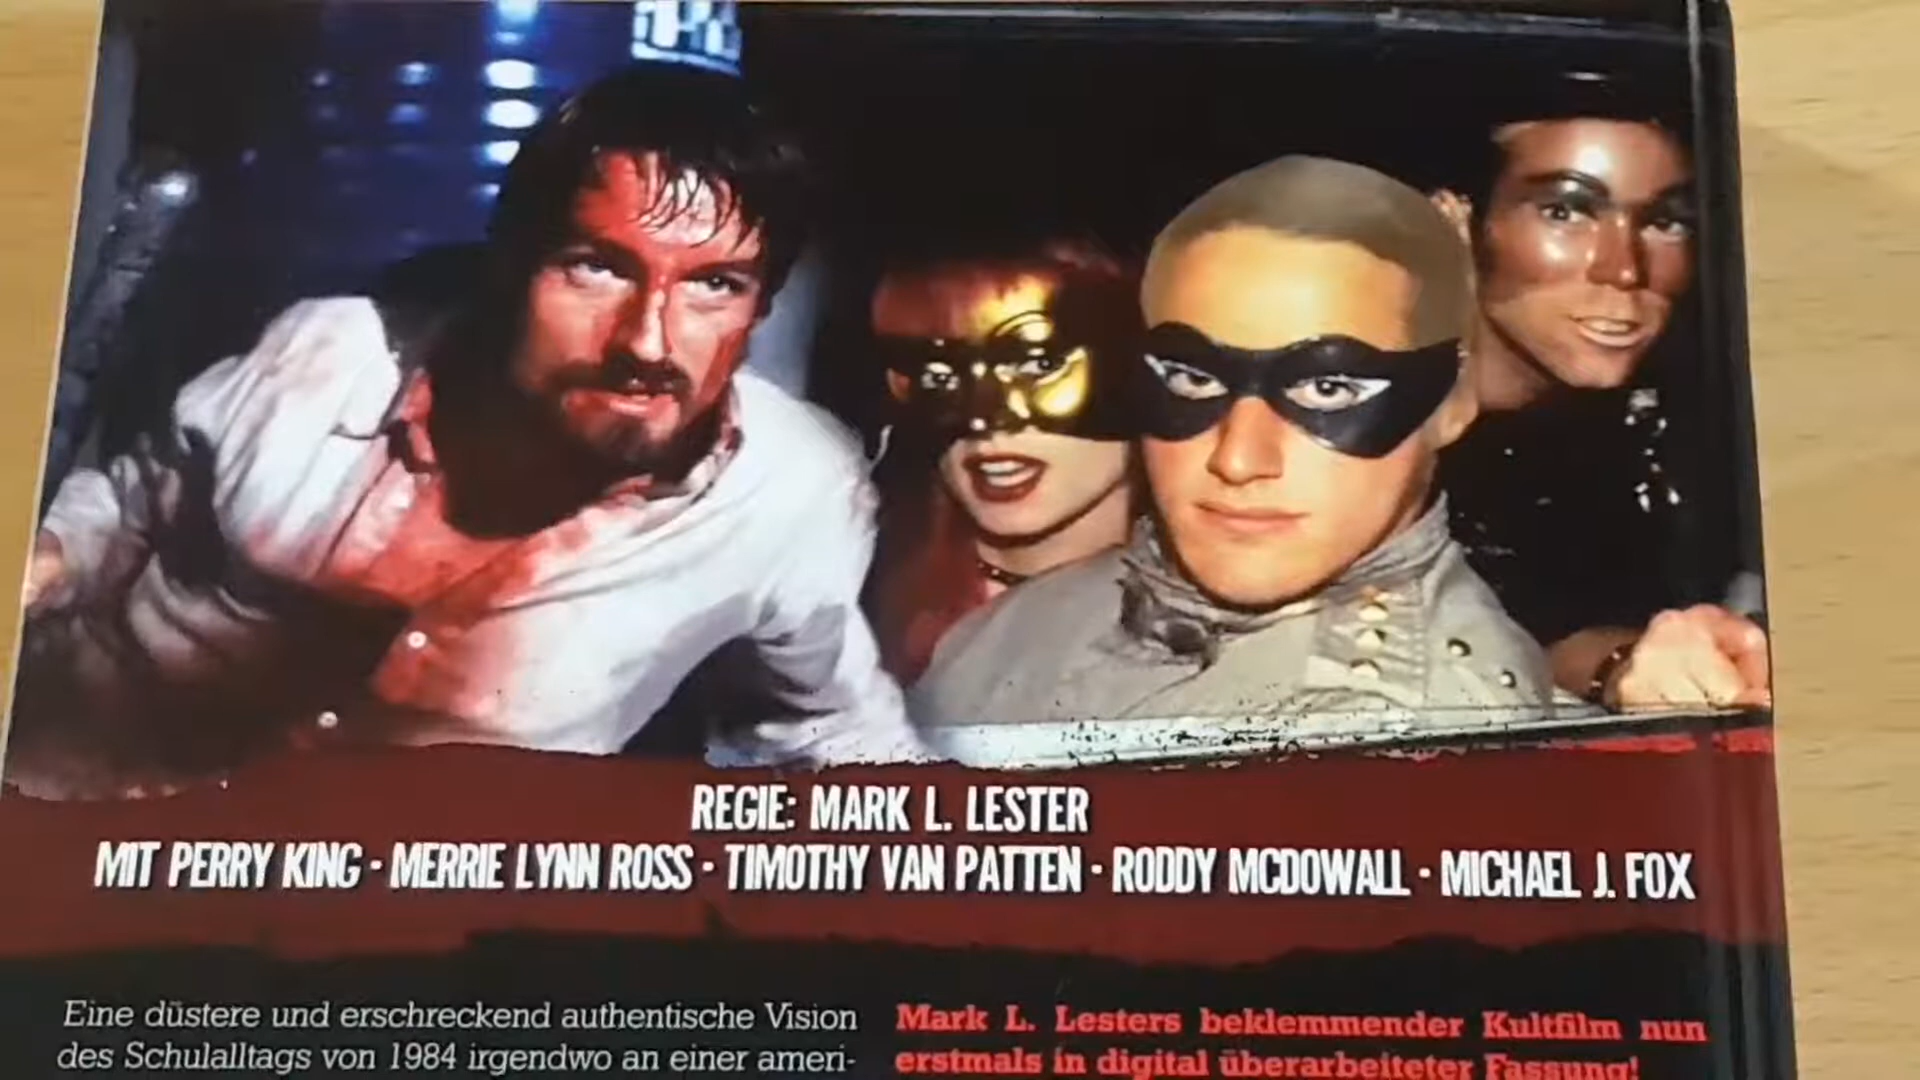 REGIE: MARK L. LESTER
MIT PERRY KING · MERRIE LYNN ROSS · TIMOTHY VAN PATTEN · RODDY MCDOWALL · MICHAEL J. FOX
Eine düstere und erschreckend authentische Vision
des Schulalltags von 1984 irgendwo an einer ameri-
Mark L. Lesters beklemmender Kultfilm nun
erstmals in digital überarbeiteter Fassung!